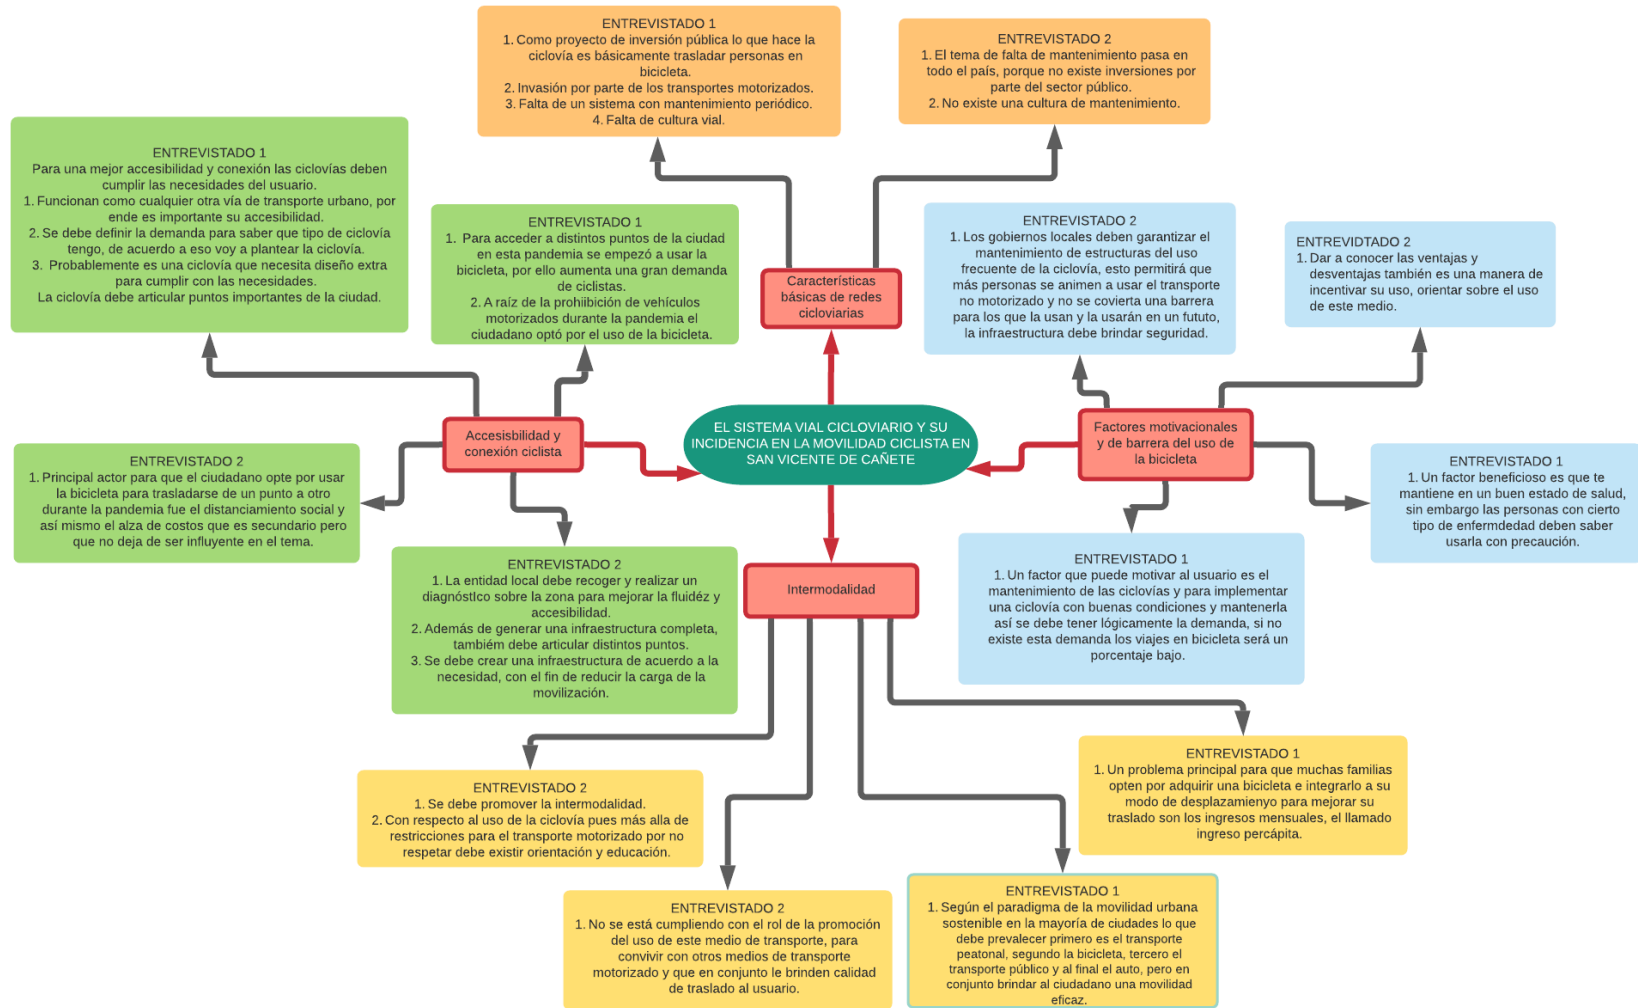 ENTREVISTADO 1
1. Como proyecto de inversión pública lo que hace la
ciclovía es básicamente trasladar personas en
bicicleta.
2. Invasión por parte de los transportes motorizados.
3. Falta de un sistema con mantenimiento periódico.
4. Falta de cultura vial.
ENTREVISTADO 2
1. El tema de falta de mantenimiento pasa en
todo el país, porque no existe inversiones por
parte del sector público.
2. No existe una cultura de mantenimiento.
ENTREVISTADO 1
Para una mejor accesibilidad y conexión las ciclovías deben
cumplir las necesidades del usuario.
1. Funcionan como cualquier otra vía de transporte urbano, por
ende es importante su accesibilidad.
2. Se debe definir la demanda para saber que tipo de ciclovía
tengo, de acuerdo a eso voy a plantear la ciclovía.
3. Probablemente es una ciclovía que necesita diseño extra
para cumplir con las necesidades.
La ciclovía debe articular puntos importantes de la ciudad.
ENTREVISTADO 1
1. Para acceder a distintos puntos de la ciudad
en esta pandemia se empezó a usar la
bicicleta, por ello aumenta una gran demanda
de ciclistas.
2. A raíz de la prohiibición de vehículos
motorizados durante la pandemia el
ciudadano optó por el uso de la bicicleta.
Características
básicas de redes
cicloviarias
ENTREVISTADO 2
1. Los gobiernos locales deben garantizar el
mantenimiento de estructuras del uso
frecuente de la ciclovía, esto permitirá que
más personas se animen a usar el transporte
no motorizado y no se covierta una barrera
para los que la usan y la usarán en un fututo,
la infraestructura debe brindar seguridad.
ENTREVIDTADO 2
1. Dar a conocer las ventajas y
desventajas también es una manera de
incentivar su uso, orientar sobre el uso
de este medio.
Accesisbilidad y
conexión ciclista
EL SISTEMA VIAL CICLOVIARIO Y SU
INCIDENCIA EN LA MOVILIDAD CICLISTA EN
SAN VICENTE DE CAÑETE
Factores motivacionales
y de barrera del uso de
la bicicleta
ENTREVISTADO 2
1. Principal actor para que el ciudadano opte por usar
la bicicleta para trasladarse de un punto a otro
durante la pandemia fue el distanciamiento social y
así mismo el alza de costos que es secundario pero
que no deja de ser influyente en el tema.
ENTREVISTADO 1
1. Un factor beneficioso es que te
mantiene en un buen estado de salud,
sin embargo las personas con cierto
tipo de enfermdedad deben saber
usarla con precaución.
ENTREVISTADO 2
1. La entidad local debe recoger y realizar un
diagnóstIco sobre la zona para mejorar la fluidéz y
accesibilidad.
2. Además de generar una infraestructura completa,
también debe articular distintos puntos.
3. Se debe crear una infraestructura de acuerdo a la
necesidad, con el fin de reducir la carga de la
movilización.
Intermodalidad
ENTREVISTADO 1
1. Un factor que puede motivar al usuario es el
mantenimiento de las ciclovías y para implementar
una ciclovía con buenas condiciones y mantenerla
así se debe tener lógicamente la demanda, si no
existe esta demanda los viajes en bicicleta será un
porcentaje bajo.
ENTREVISTADO 2
1. Se debe promover la intermodalidad.
2. Con respecto al uso de la ciclovía pues más alla de
restricciones para el transporte motorizado por no
respetar debe existir orientación y educación.
ENTREVISTADO 1
1. Un problema principal para que muchas familias
opten por adquirir una bicicleta e integrarlo a su
modo de desplazamienyo para mejorar su
traslado son los ingresos mensuales, el llamado
ingreso percápita.
ENTREVISTADO 2
1. No se está cumpliendo con el rol de la promoción
del uso de este medio de transporte, para
convivir con otros medios de transporte
motorizado y que en conjunto le brinden calidad
de traslado al usuario.
ENTREVISTADO 1
1. Según el paradigma de la movilidad urbana
sostenible en la mayoría de ciudades lo que
debe prevalecer primero es el transporte
peatonal, segundo la bicicleta, tercero el
transporte público y al final el auto, pero en
conjunto brindar al ciudadano una movilidad
eficaz.